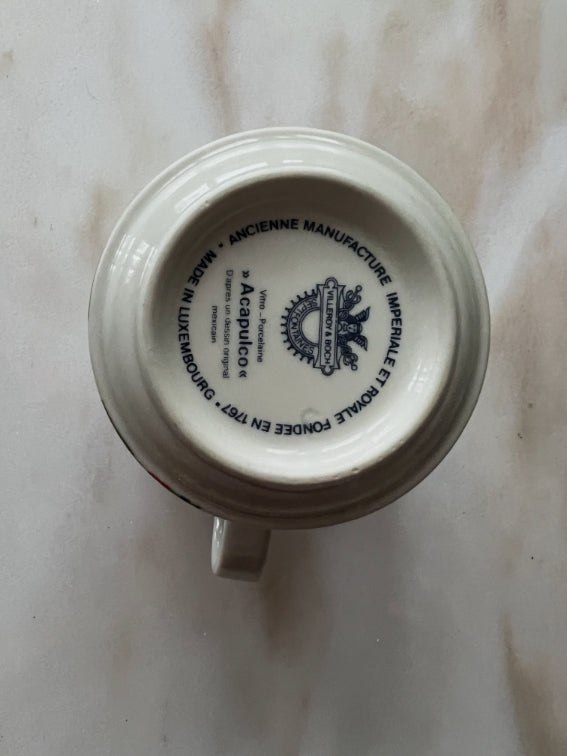 ANCIENNE MANUFACTURE IMPERIALE ET ROYALE FONDEE EN 1767 • MADE IN LUXEMBOURG •
VILLEROY & BOCH
SEPTFONTAINES
Vitro - Porcelaine
» Acapulco «
D'après un dessin original
mexicain